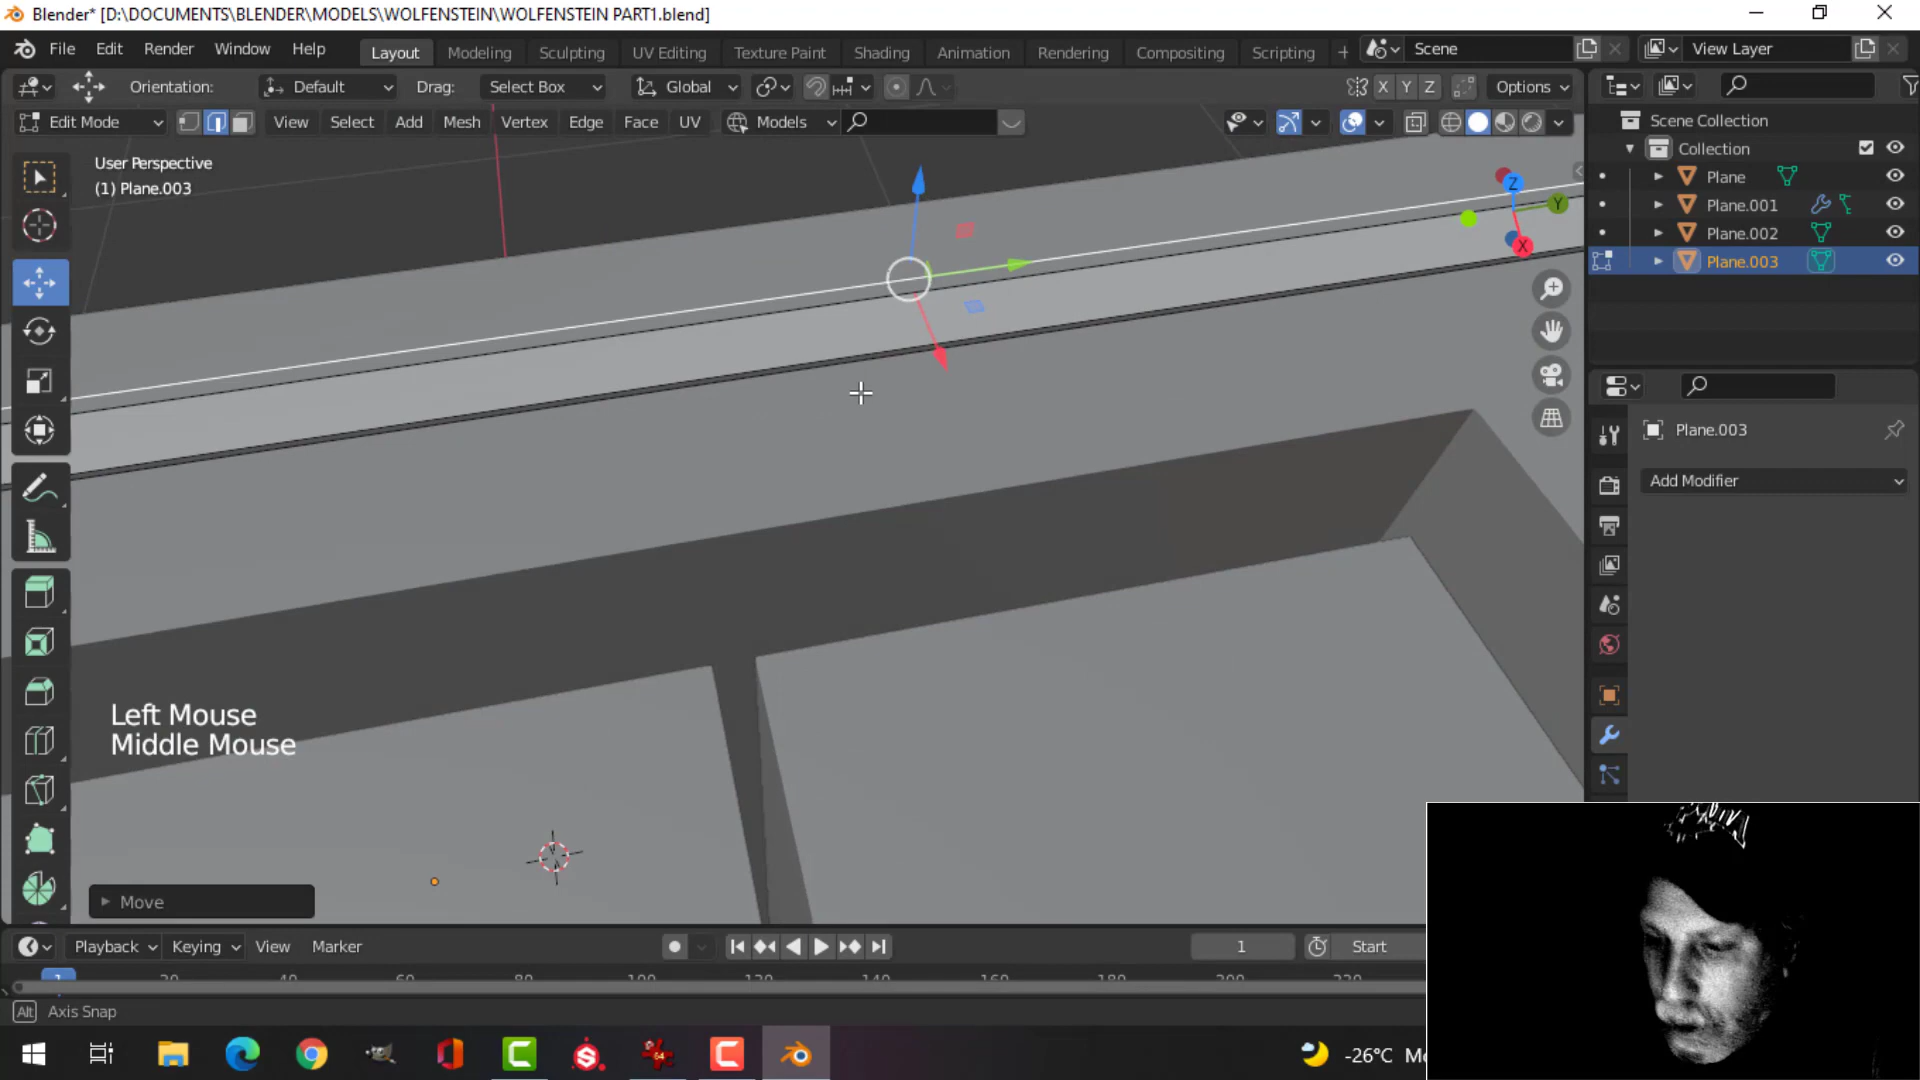 Blender* [D:\DOCUMENTS\BLENDER\MODELS\WOLFENSTEIN\WOLFENSTEIN PART1.blend]
File Edit Render Window Help Layout Modeling Sculpting UV Editing Texture Paint Shading Animation Rendering Compositing Scripting + Scene View Layer
Orientation: Default Drag: Select Box Global X Y Z Options
Edit Mode View Select Add Mesh Vertex Edge Face UV Models
Scene Collection
Collection
Plane
Plane.001
Plane.002
Plane.003
User Perspective
(1) Plane.003
Z
Y
X
Plane.003
Add Modifier
Left Mouse
Middle Mouse
Move
Playback Keying View Marker 1 Start
1
Alt Axis Snap
-26°C